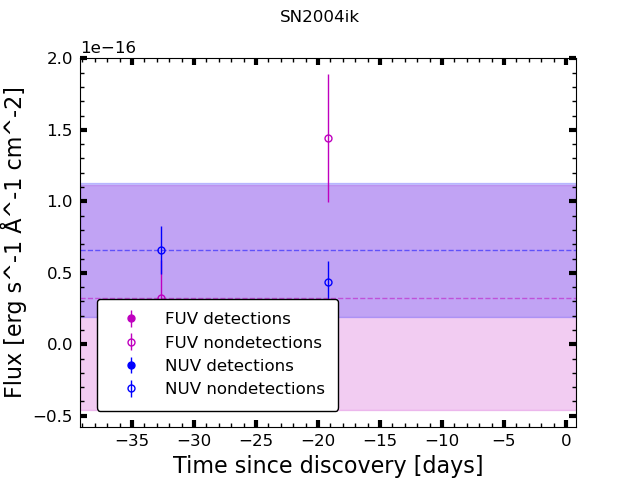 SN2004ik
1e−16
2.0
1.5
1.0
0.5
0.0
−0.5
Flux [erg s^-1 Å^-1 cm^-2]
FUV detections
FUV nondetections
NUV detections
NUV nondetections
−35
−30
−25
−20
−15
−10
−5
0
Time since discovery [days]